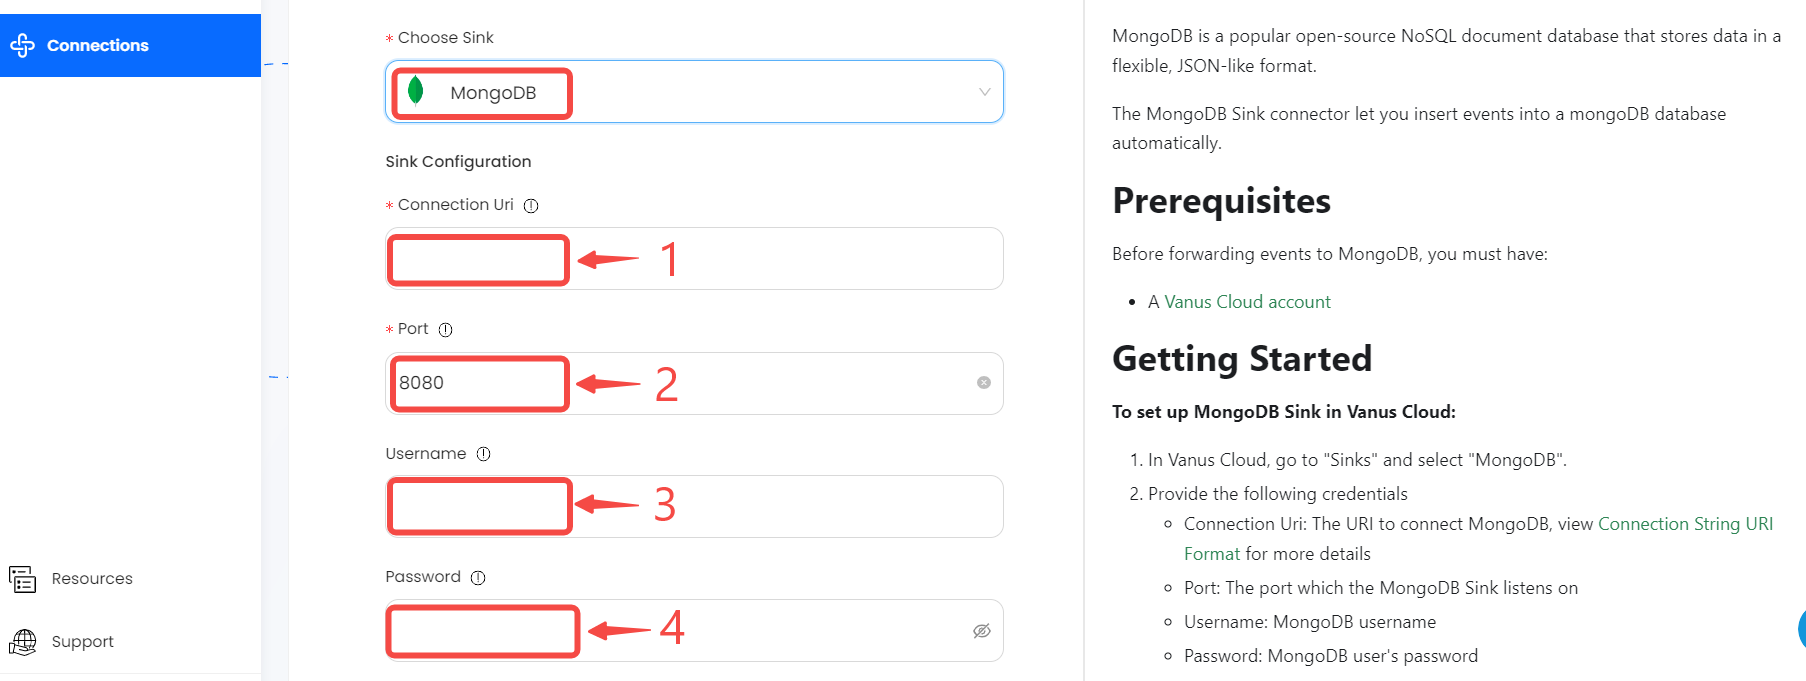 Connections
Resources
Support
* Choose Sink
MongoDB
Sink Configuration
* Connection Uri
1
* Port
8080
2
Username
3
Password
4
MongoDB is a popular open-source NoSQL document database that stores data in a
flexible, JSON-like format.
The MongoDB Sink connector let you insert events into a mongoDB database
automatically.
Prerequisites
Before forwarding events to MongoDB, you must have:
• A Vanus Cloud account
Getting Started
To set up MongoDB Sink in Vanus Cloud:
1. In Vanus Cloud, go to "Sinks" and select "MongoDB".
2. Provide the following credentials
◦ Connection Uri: The URI to connect MongoDB, view Connection String URI
Format for more details
◦ Port: The port which the MongoDB Sink listens on
◦ Username: MongoDB username
◦ Password: MongoDB user's password